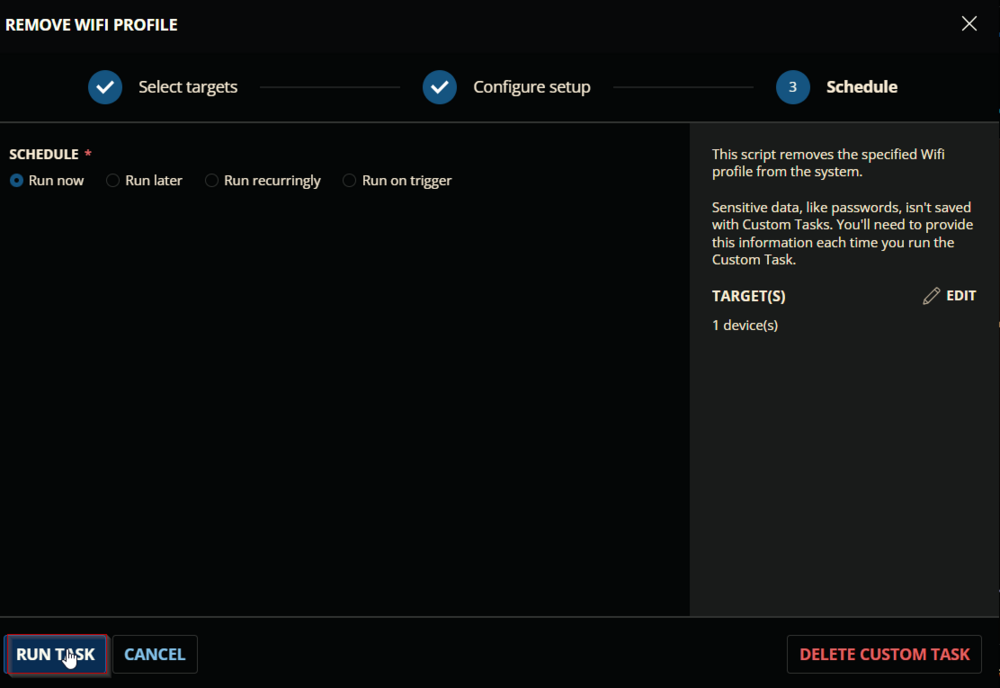 REMOVE WIFI PROFILE
Select targets
Configure setup
3
Schedule
SCHEDULE *
Run now
Run later
Run recurringly
Run on trigger
This script removes the specified Wifi
profile from the system.
Sensitive data, like passwords, isn't saved
with Custom Tasks. You'll need to provide
this information each time you run the
Custom Task.
TARGET(S)
EDIT
1 device(s)
RUN TASK
CANCEL
DELETE CUSTOM TASK